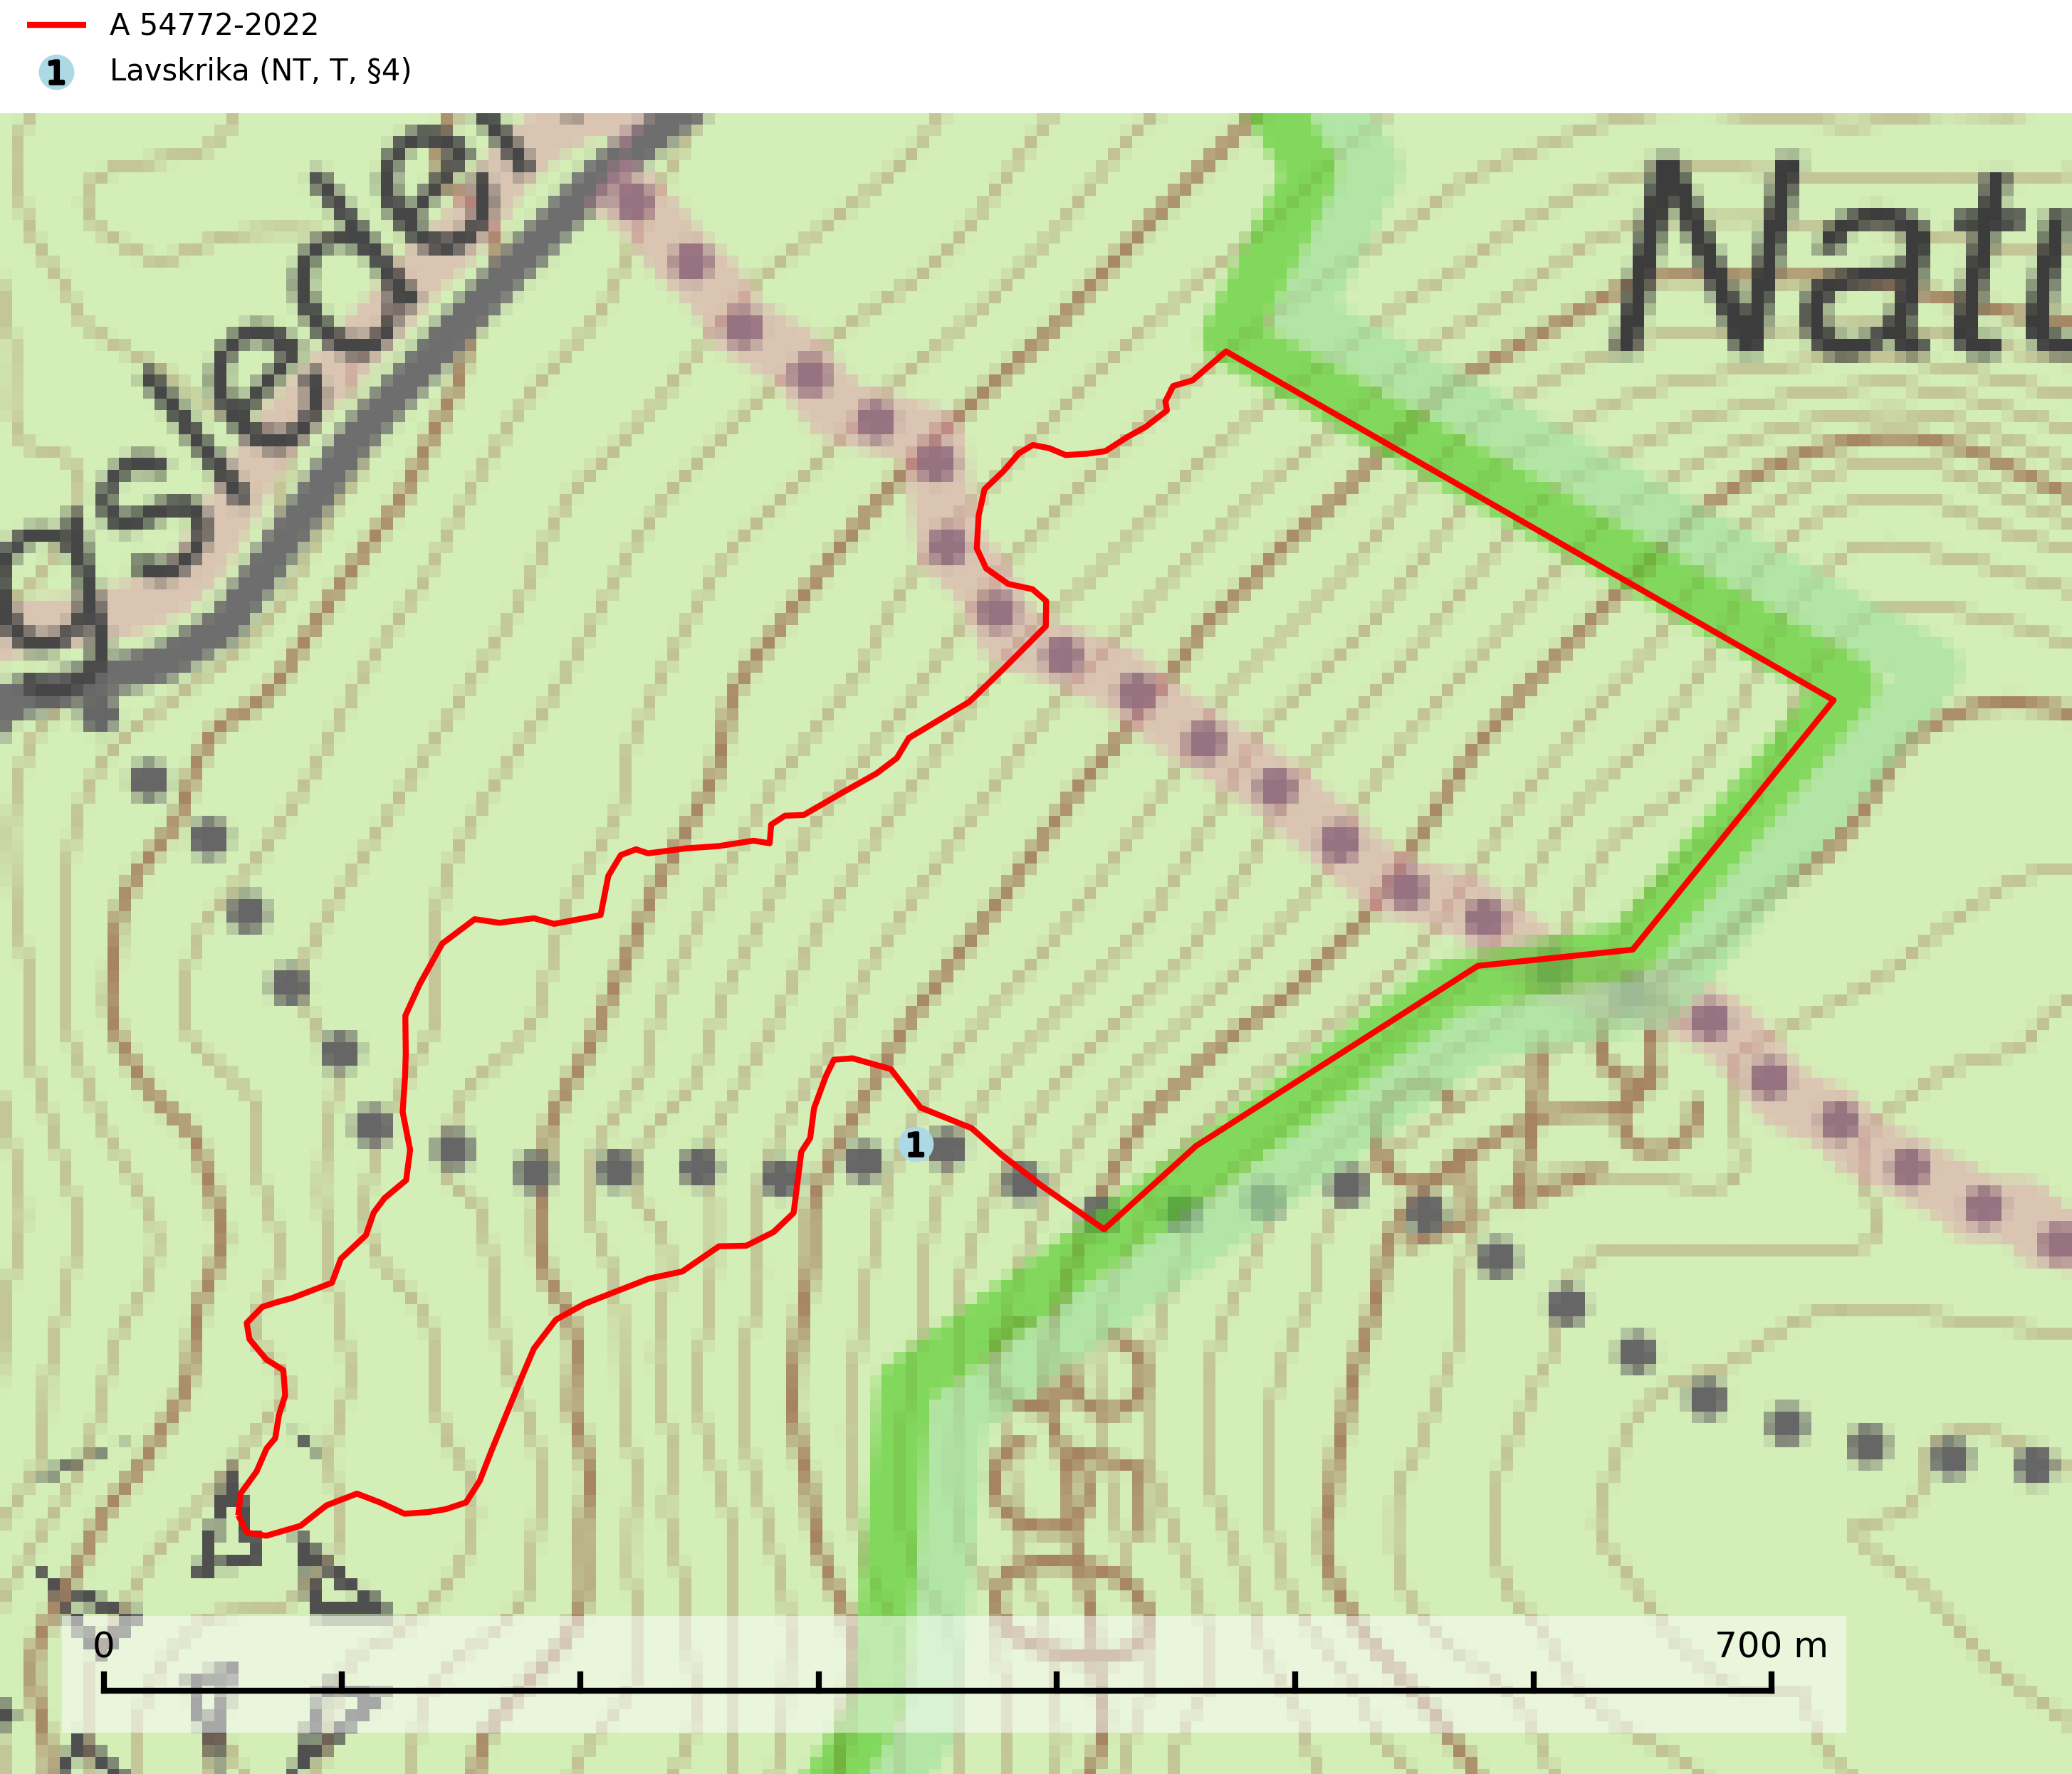 A 54772-2022
1 Lavskrika (NT, T, §4)
gsleden
Natu
1
0 700 m